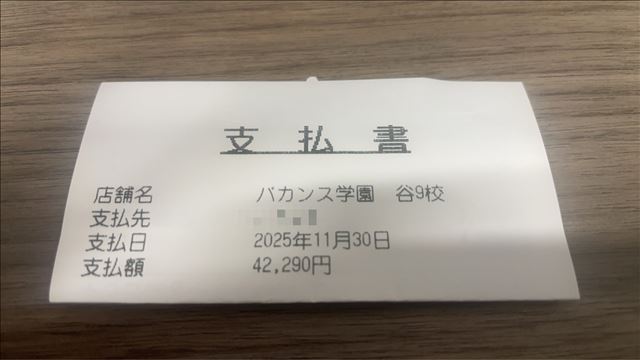 支払書
店舗名 バカンス学園 谷9校
支払先
支払日 2025年11月30日
支払額 42,290円